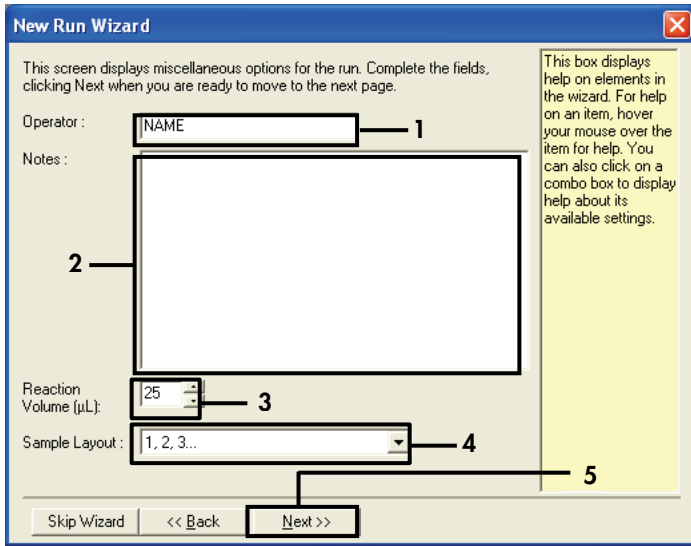 New Run Wizard
This screen displays miscellaneous options for the run. Complete the fields,
clicking Next when you are ready to move to the next page.
Operator :
NAME
1
Notes :
2
Reaction
Volume (µL):
25
3
Sample Layout :
1, 2, 3...
4
5
Skip Wizard
<< Back
Next >>
This box displays
help on elements in
the wizard. For help
on an item, hover
your mouse over the
item for help. You
can also click on a
combo box to display
help about its
available settings.